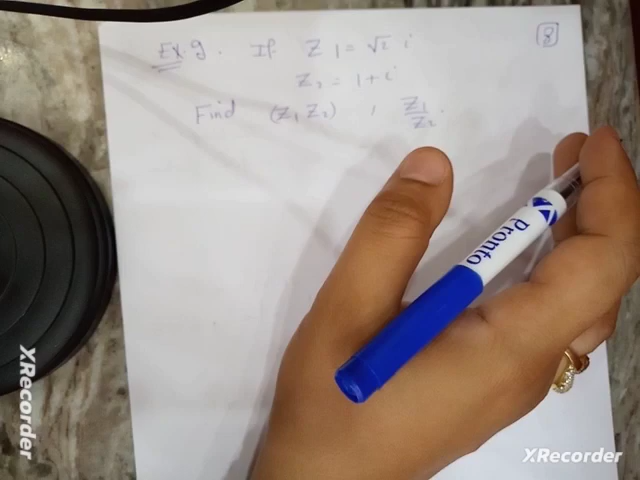 Ex.9. If Z1 = √2 i
Z2 = 1+i
Find (Z1 Z2) , Z1/Z2.
8
Pronto
XRecorder
XRecorder